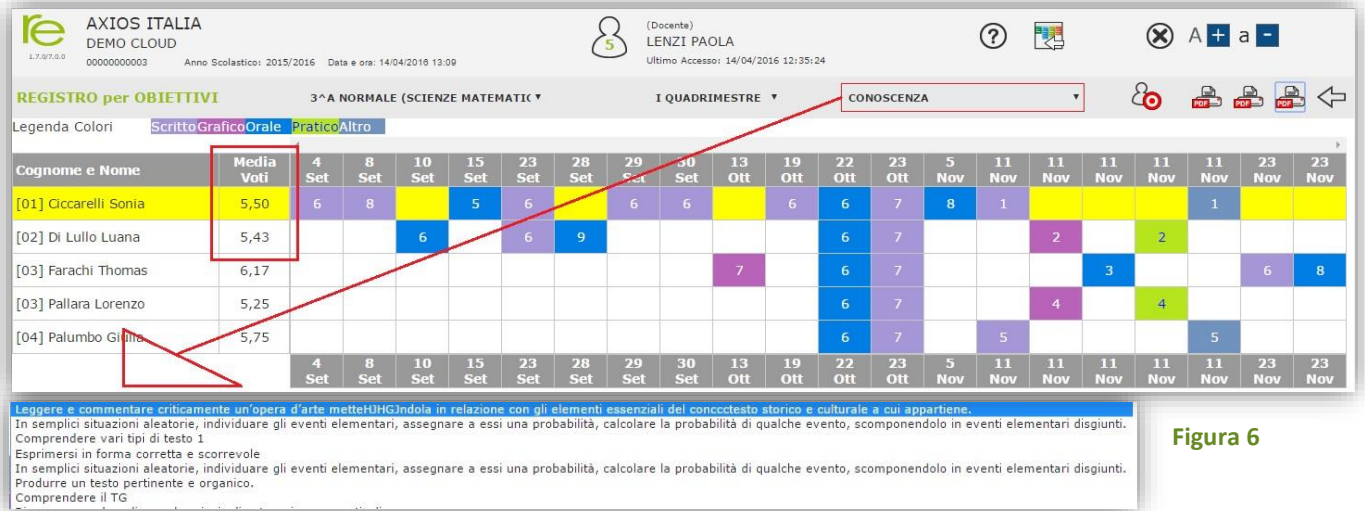 re AXIOS ITALIA
DEMO CLOUD
1.7.0/7.0.0 00000000003 Anno Scolastico: 2015/2016 Data e ora: 14/04/2016 13:09
5 (Docente)
LENZI PAOLA
Ultimo Accesso: 14/04/2016 12:35:24
? A + a -
REGISTRO per OBIETTIVI 3^A NORMALE (SCIENZE MATEMATI( I QUADRIMESTRE CONOSCENZA PDF PDF PDF
Legenda Colori Scritto Grafico Orale Pratico Altro
Cognome e Nome Media Voti 4 Set 8 Set 10 Set 15 Set 23 Set 28 Set 29 Set 30 Set 13 Ott 19 Ott 22 Ott 23 Ott 5 Nov 11 Nov 11 Nov 11 Nov 11 Nov 11 Nov 23 Nov 23 Nov
[01] Ciccarelli Sonia 5,50 6 8 5 6 6 6 6 6 7 8 1 1
[02] Di Lullo Luana 5,43 6 6 9 6 7 2 2
[03] Farachi Thomas 6,17 7 6 7 3 6 8
[03] Pallara Lorenzo 5,25 6 7 4 4
[04] Palumbo Giulia 5,75 6 7 5 5
4 Set 8 Set 10 Set 15 Set 23 Set 28 Set 29 Set 30 Set 13 Ott 19 Ott 22 Ott 23 Ott 5 Nov 11 Nov 11 Nov 11 Nov 11 Nov 11 Nov 23 Nov 23 Nov
Leggere e commentare criticamente un'opera d'arte metteHJHGJndola in relazione con gli elementi essenziali del conccctesto storico e culturale a cui appartiene.
In semplici situazioni aleatorie, individuare gli eventi elementari, assegnare a essi una probabilità, calcolare la probabilità di qualche evento, scomponendolo in eventi elementari disgiunti.
Comprendere vari tipi di testo 1
Esprimersi in forma corretta e scorrevole
In semplici situazioni aleatorie, individuare gli eventi elementari, assegnare a essi una probabilità, calcolare la probabilità di qualche evento, scomponendolo in eventi elementari disgiunti.
Produrre un testo pertinente e organico.
Comprendere il TG
Figura 6